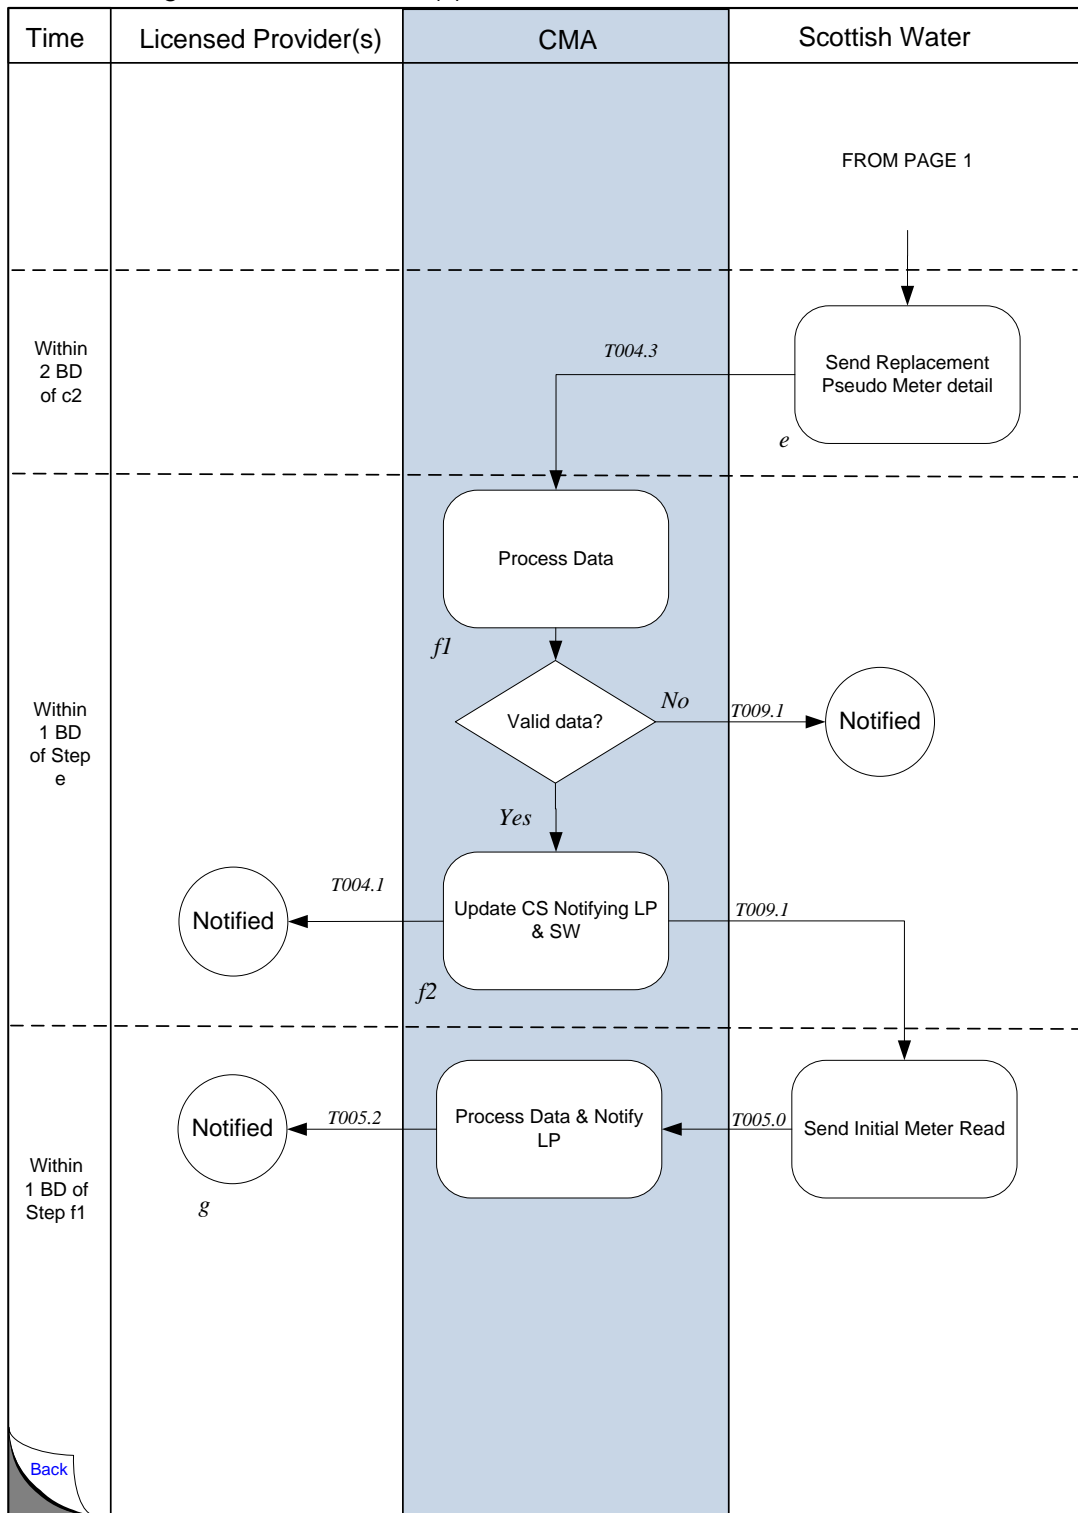 Time
Licensed Provider(s)
CMA
Scottish Water
FROM PAGE 1
Within
2 BD
of c2
T004.3
Send Replacement
Pseudo Meter detail
e
Process Data
f1
Within
1 BD
of Step
e
Valid data?
No
T009.1
Notified
Yes
Notified
T004.1
Update CS Notifying LP
& SW
T009.1
f2
Within
1 BD of
Step f1
Notified
T005.2
Process Data & Notify
LP
T005.0
Send Initial Meter Read
g
Back